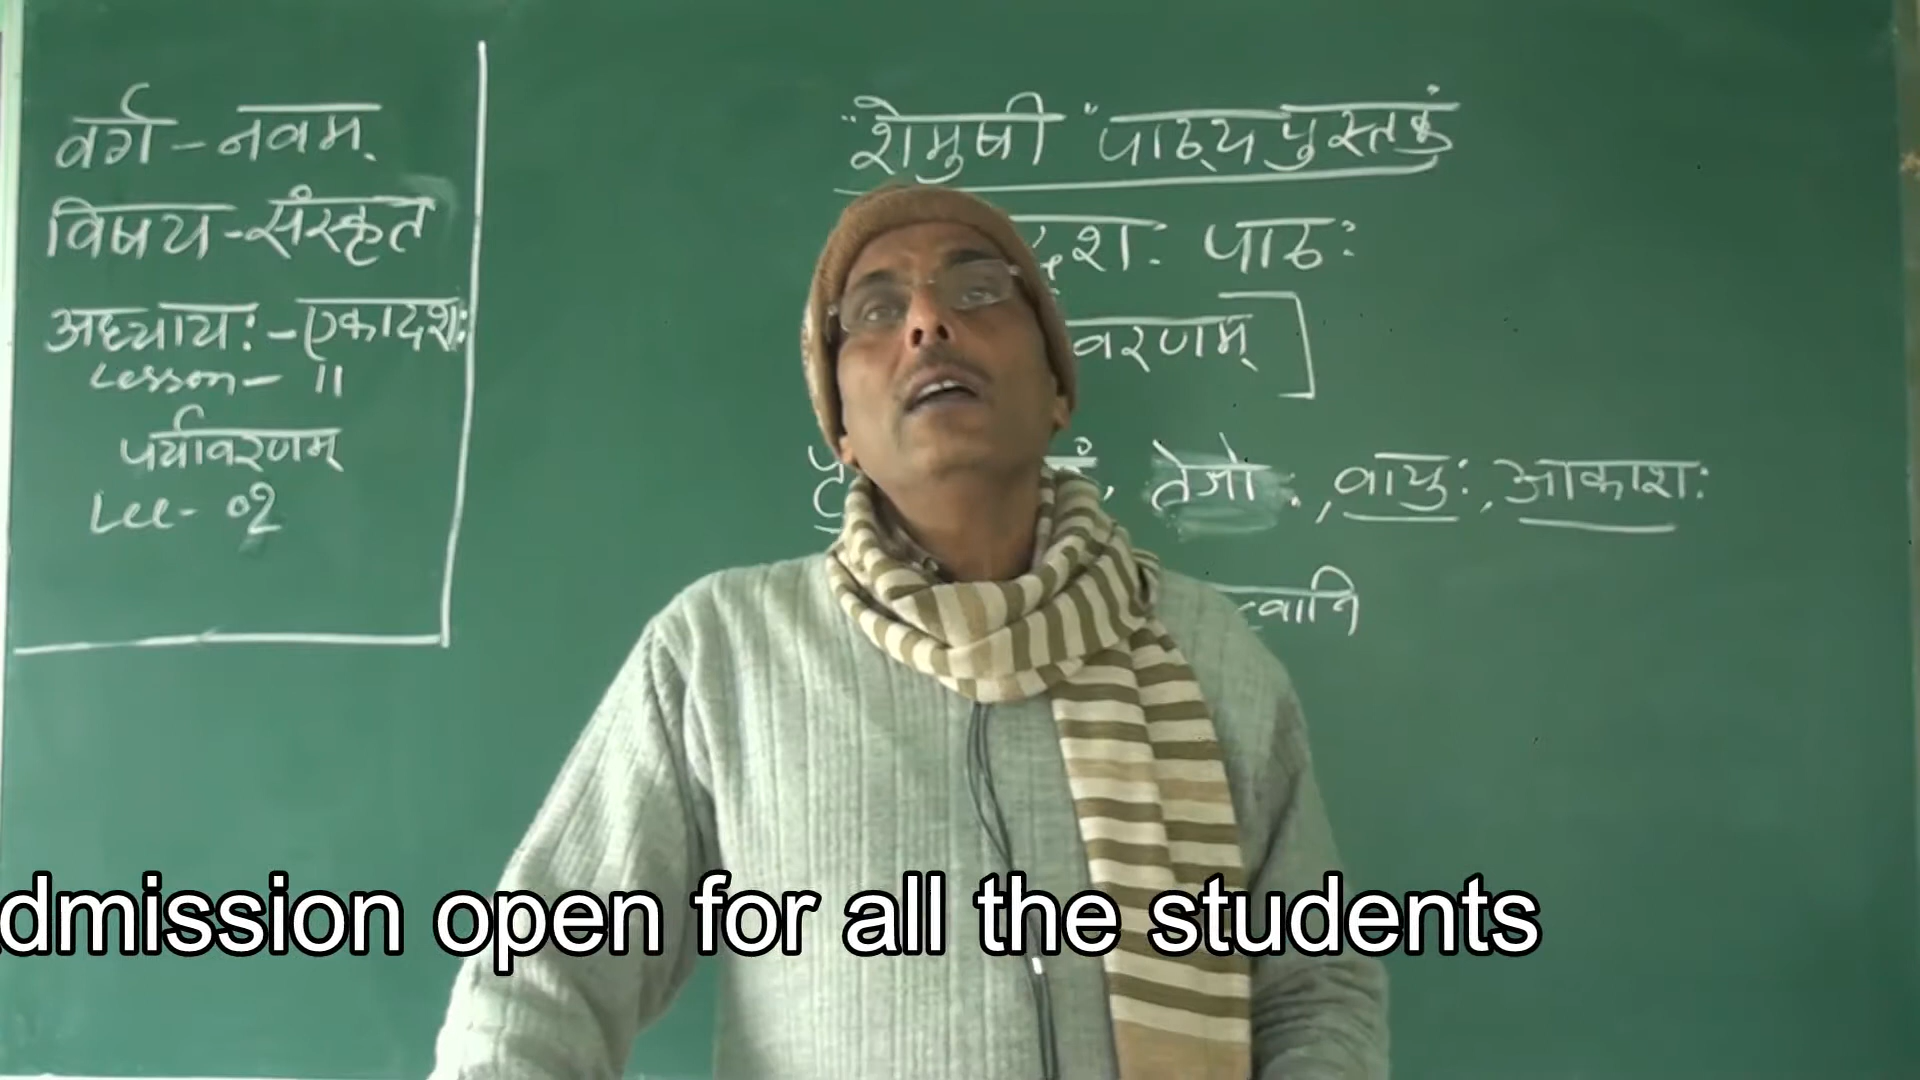 वर्ग - नवम्
विषय - संस्कृत
अध्यायः - एकादशः
Lesson - 11
पर्यावरणम्
Lec - 02
"शेमुषी" पाठ्यपुस्तकं
दशः पाठः
वरणम्]
तेजो:, वायुः, आकाशः
dmission open for all the students